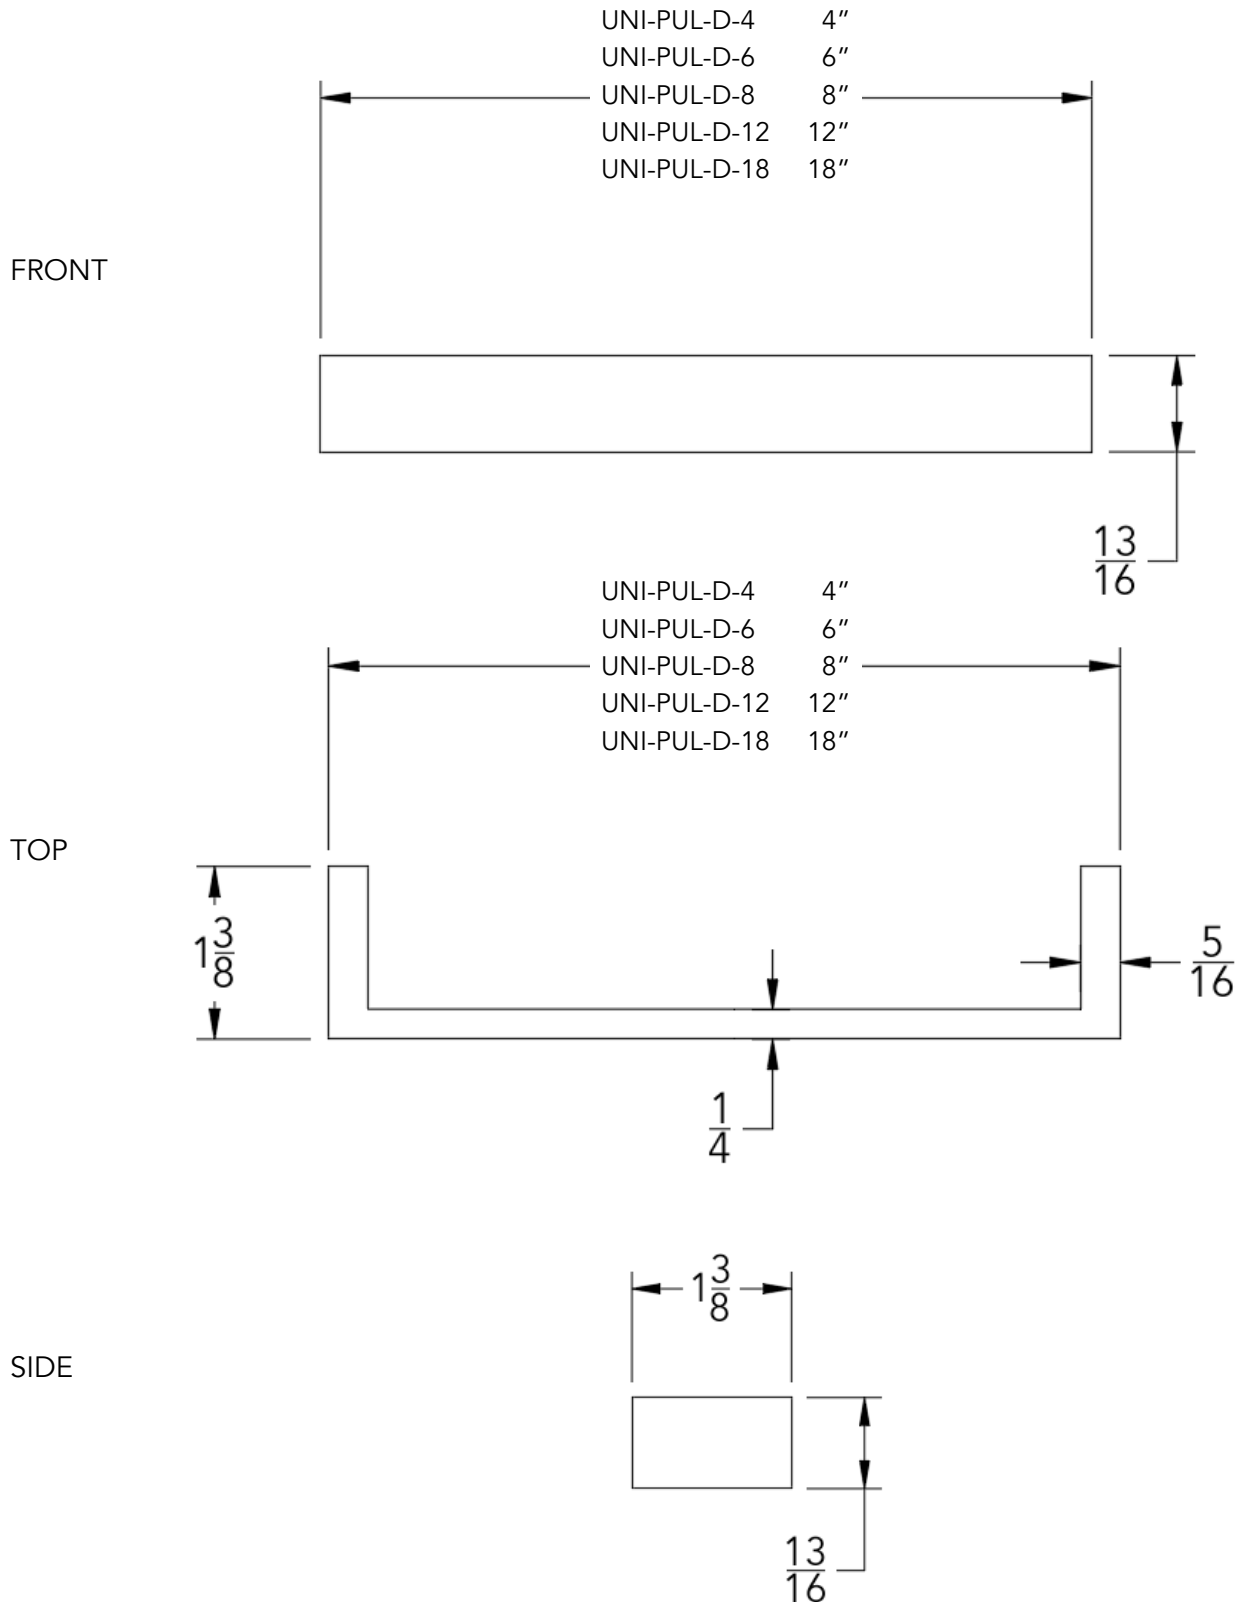 UNI-PUL-D-4 4″
UNI-PUL-D-6 6″
UNI-PUL-D-8 8″
UNI-PUL-D-12 12″
UNI-PUL-D-18 18″
FRONT
13/16
UNI-PUL-D-4 4″
UNI-PUL-D-6 6″
UNI-PUL-D-8 8″
UNI-PUL-D-12 12″
UNI-PUL-D-18 18″
TOP
1 3/8
5/16
1/4
1 3/8
SIDE
13/16